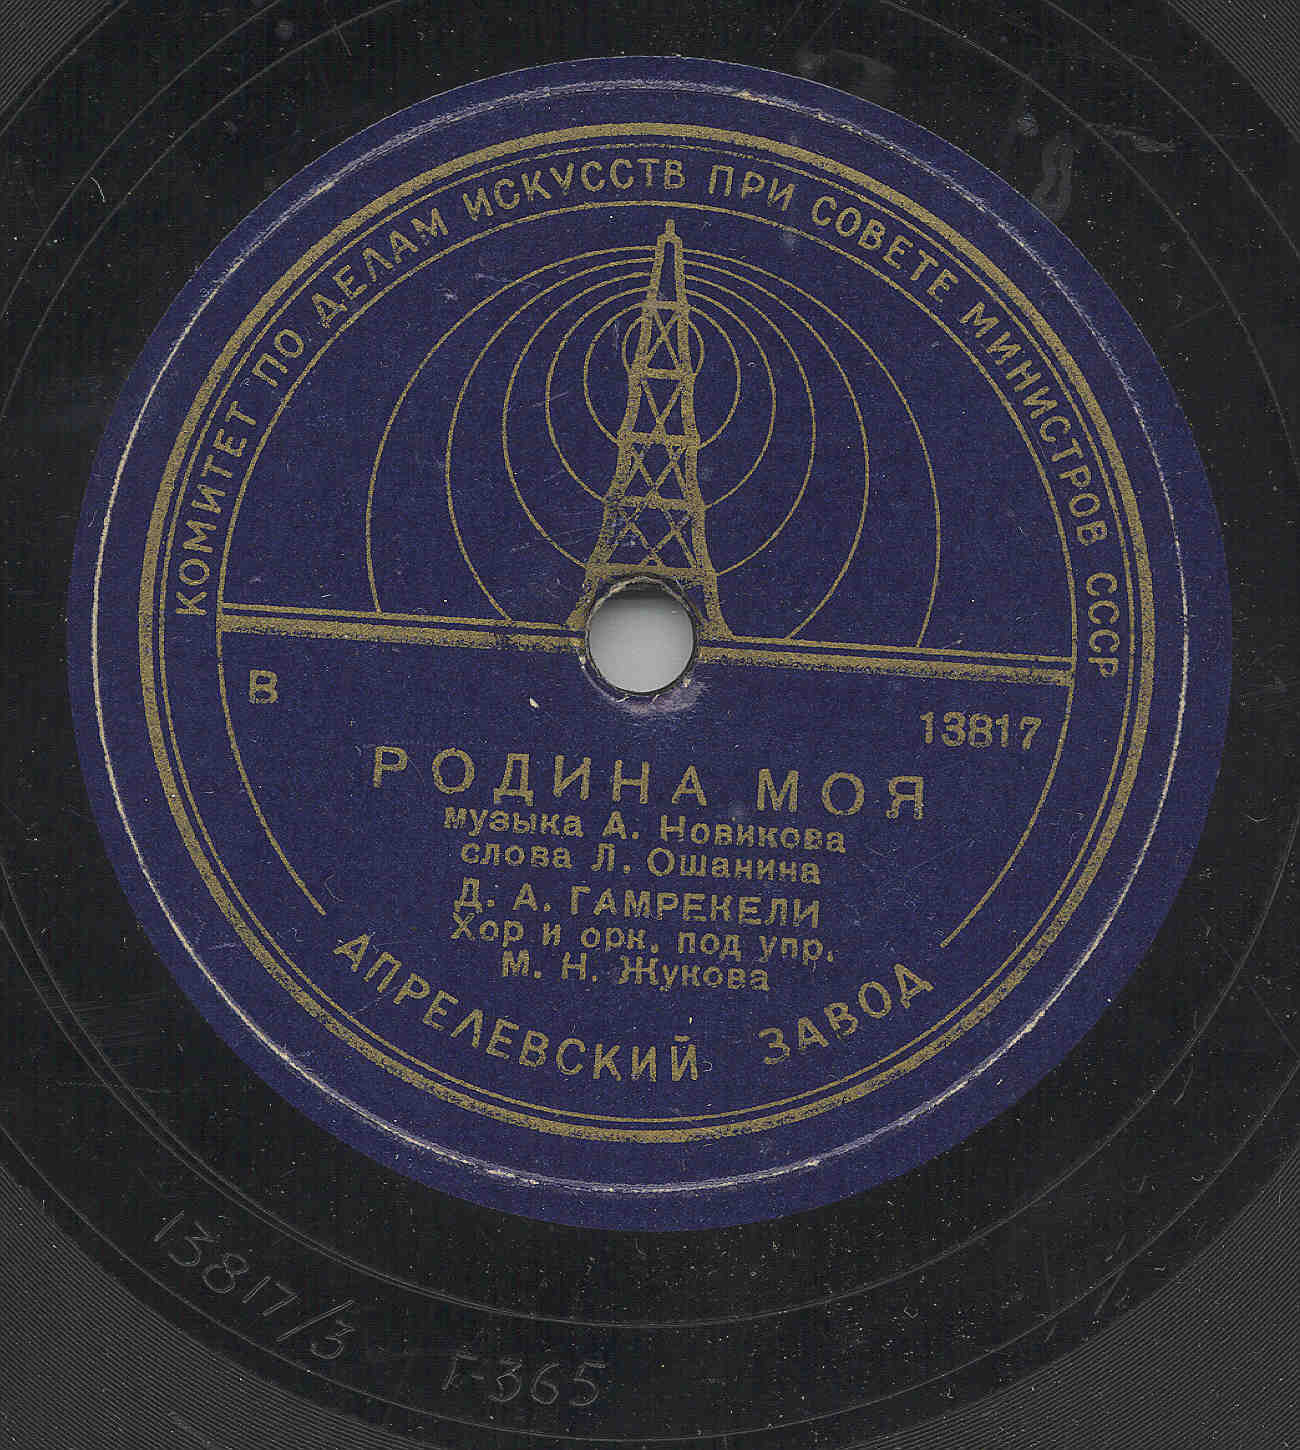 КОМИТЕТ ПО ДЕЛАМ ИСКУССТВ ПРИ СОВЕТЕ МИНИСТРОВ СССР
В
13817
РОДИНА МОЯ
музыка А. Новикова
слова Л. Ошанина
Д. А. ГАМРЕКЕЛИ
Хор и орк. под упр.
М. Н. Жукова
АПРЕЛЕВСКИЙ ЗАВОД
13817/3
Г-365